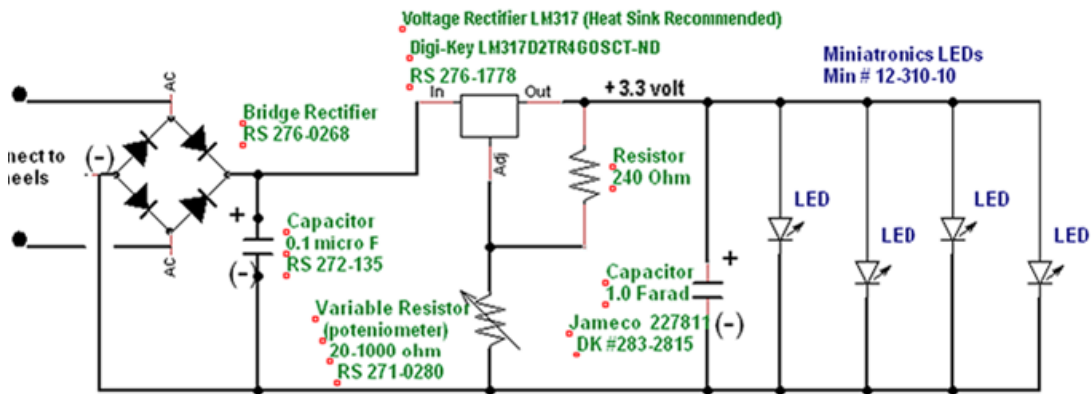 Voltage Rectifier LM317 (Heat Sink Recommended)
Digi-Key LM317D2TR4GOSCT-ND
RS 276-1778
In
Out
Adj
+ 3.3 volt
Miniatronics LEDs
Min # 12-310-10
AC
Bridge Rectifier
RS 276-0268
(-)
nnect to
heels
AC
+
Capacitor
0.1 micro F
RS 272-135
(-)
Resistor
240 Ohm
Variable Resistor
(poteniometer)
20-1000 ohm
RS 271-0280
Capacitor
1.0 Farad
Jameco 227811
DK #283-2815
+
(-)
LED
LED
LED
LED